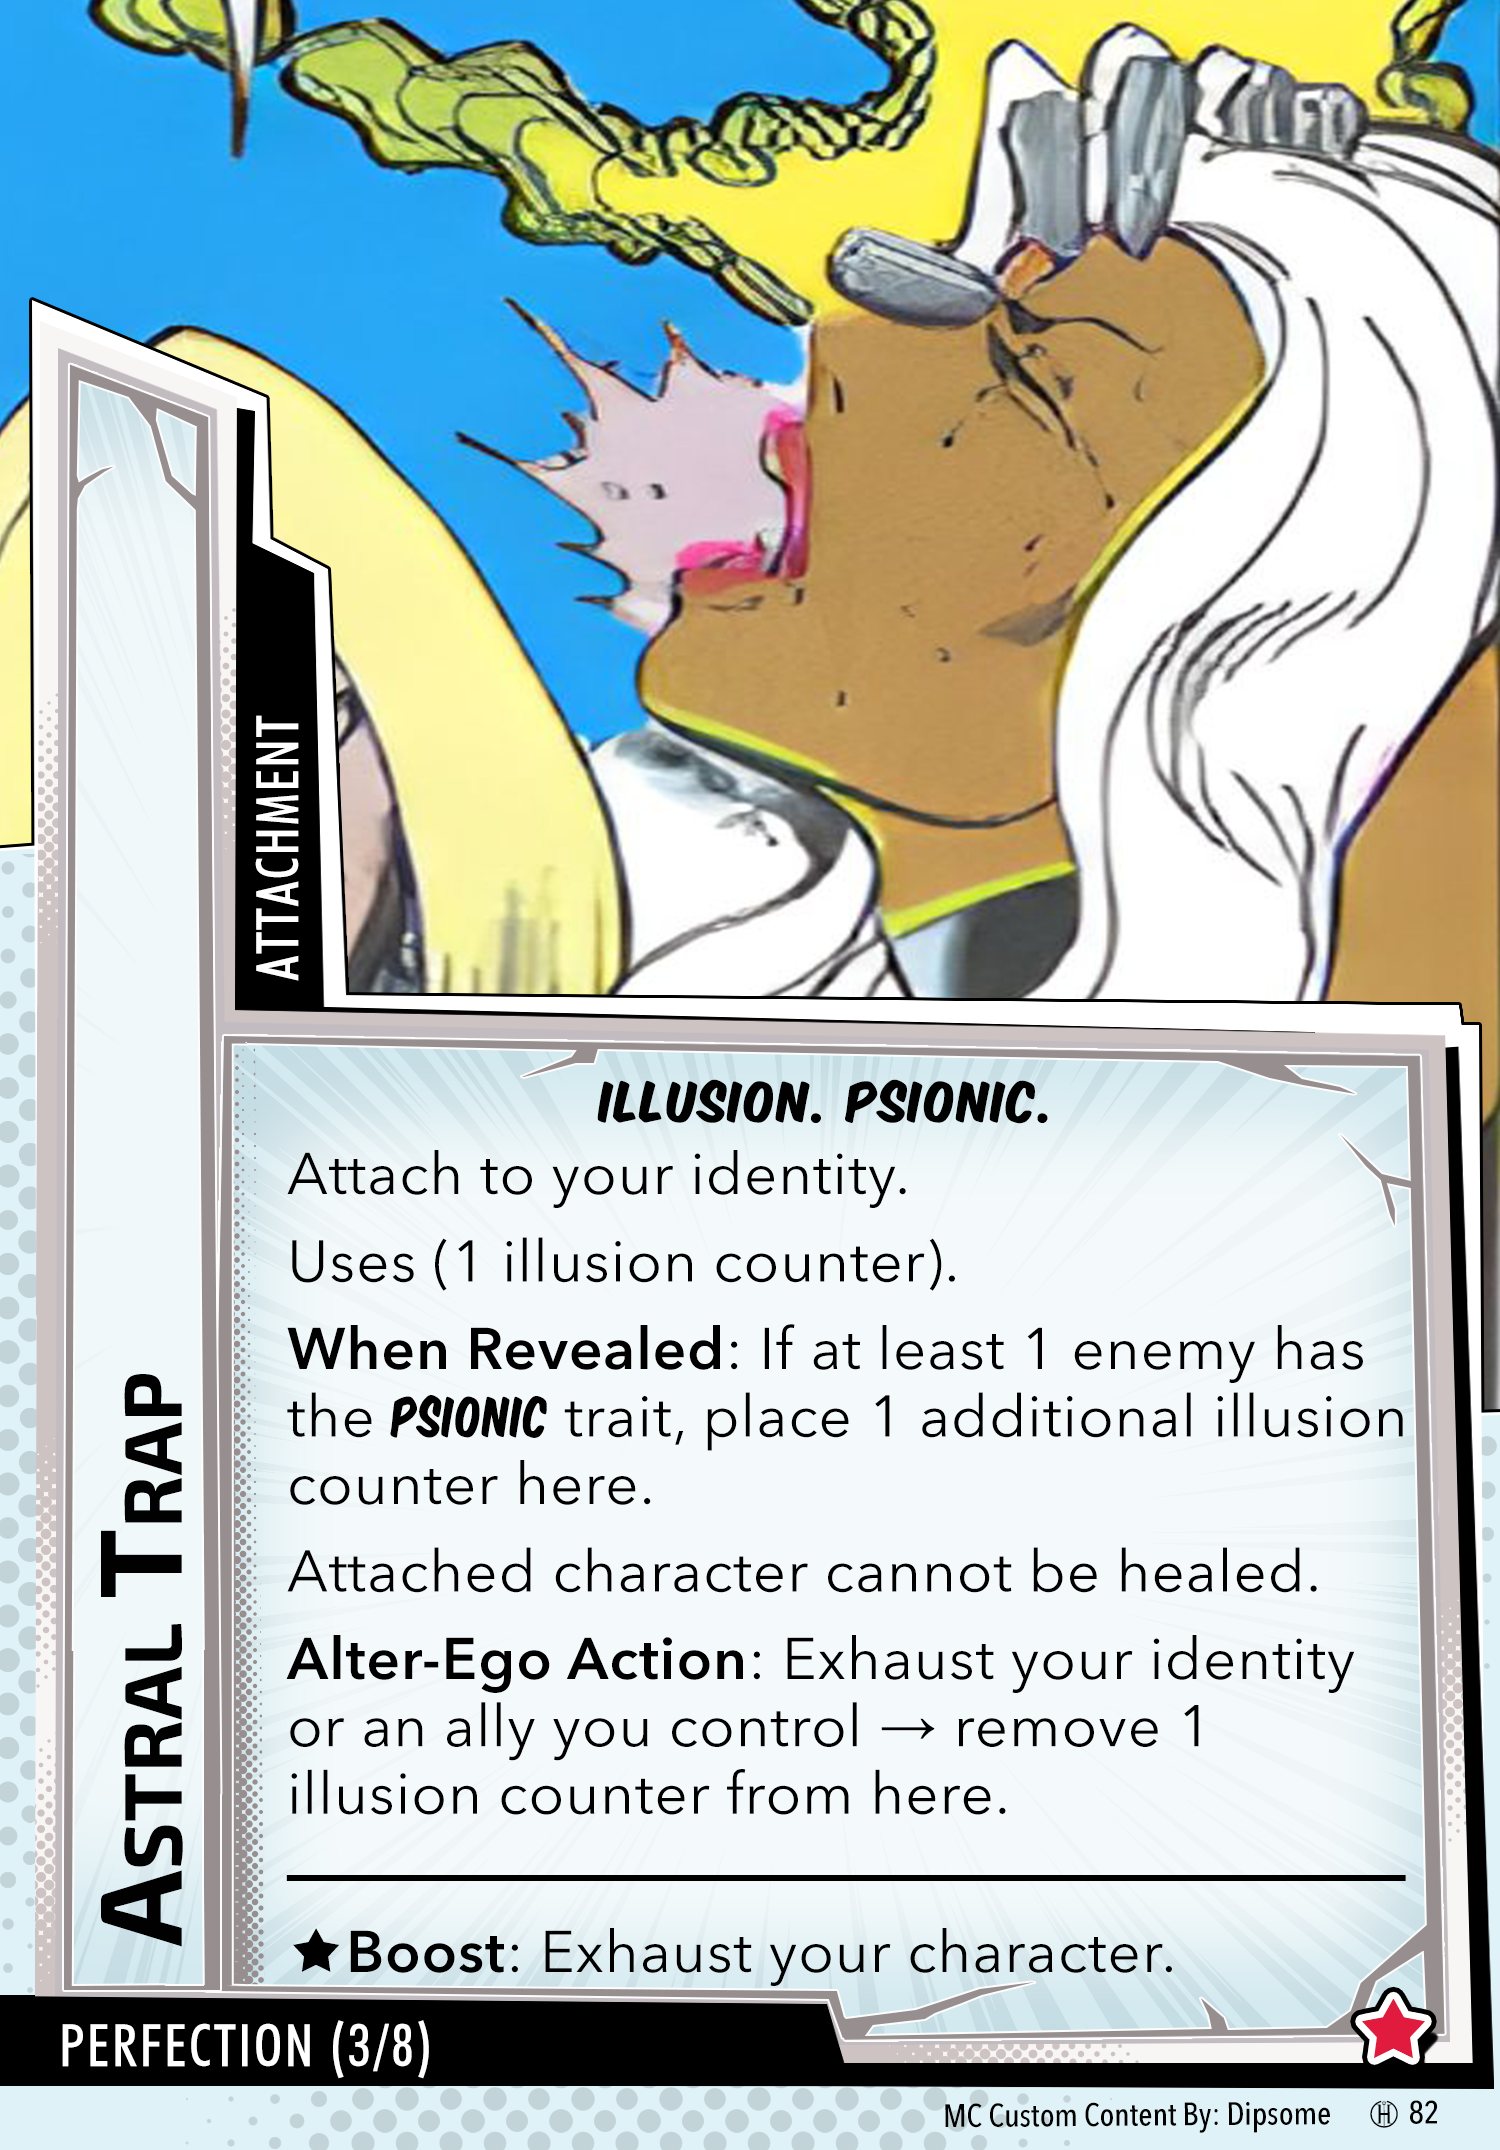 ATTACHMENT
ASTRAL TRAP
ILLUSION. PSIONIC.
Attach to your identity.
Uses (1 illusion counter).
When Revealed: If at least 1 enemy has
the PSIONIC trait, place 1 additional illusion
counter here.
Attached character cannot be healed.
Alter-Ego Action: Exhaust your identity
or an ally you control → remove 1
illusion counter from here.
★Boost: Exhaust your character.
PERFECTION (3/8)
MC Custom Content By: Dipsome Ⓗ 82